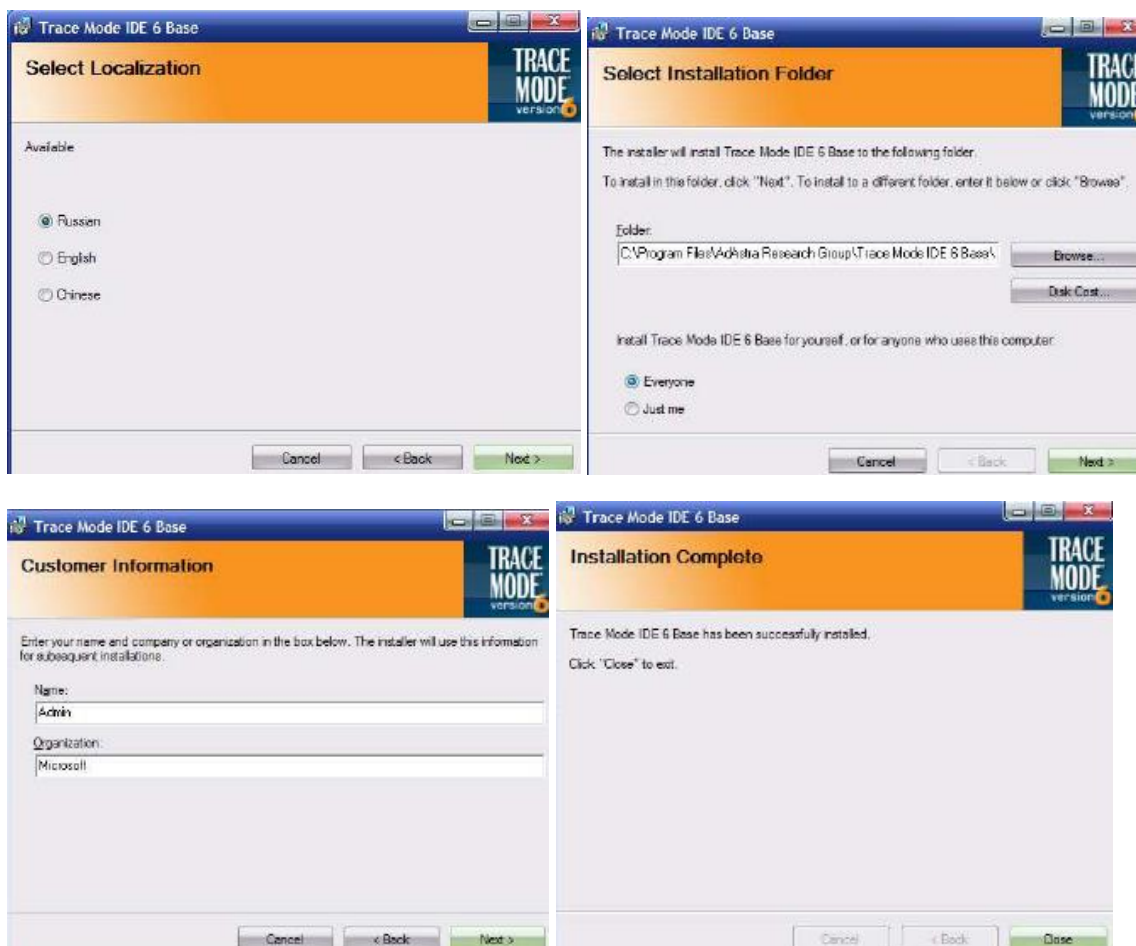 Trace Mode IDE 6 Base
Select Localization
TRACE
MODE
version 6
Available
Russian
English
Chinese
Cancel
< Back
Next >
Trace Mode IDE 6 Base
Select Installation Folder
TRACE
MODE
version
The installer will install Trace Mode IDE 6 Base to the following folder.
To install in this folder, click "Next". To install to a different folder, enter it below or click "Browse".
Folder:
C:\Program Files\AdAstra Research Group\Trace Mode IDE 6 Base\
Browse...
Disk Cost...
Install Trace Mode IDE 6 Base for yourself, or for anyone who uses this computer:
Everyone
Just me
Cancel
< Back
Next >
Trace Mode IDE 6 Base
Customer Information
TRACE
MODE
version 6
Enter your name and company or organization in the box below. The installer will use this information
for subsequent installations.
Name:
Admin
Organization:
Microsoft
Cancel
< Back
Next >
Trace Mode IDE 6 Base
Installation Complete
TRACE
MODE
version 6
Trace Mode IDE 6 Base has been successfully installed.
Click "Close" to exit.
Cancel
< Back
Close